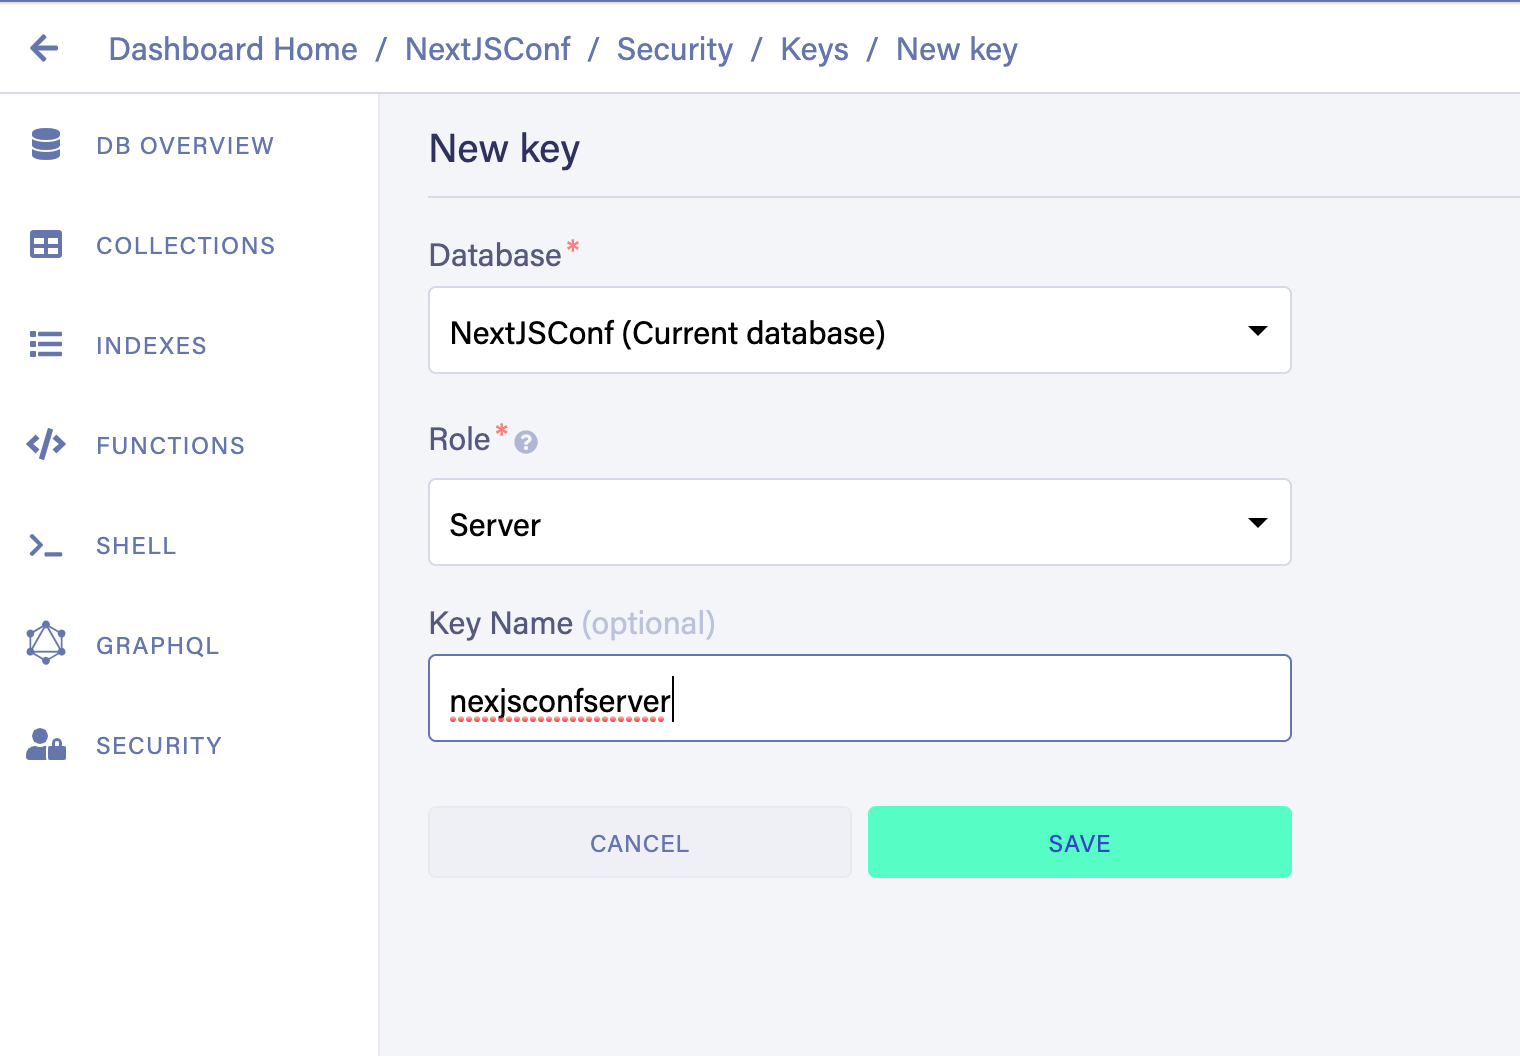 Dashboard Home / NextJSConf / Security / Keys / New key
DB OVERVIEW
COLLECTIONS
INDEXES
FUNCTIONS
SHELL
GRAPHQL
SECURITY
New key
Database*
NextJSConf (Current database)
Role* ?
Server
Key Name (optional)
nexjsconfserver
CANCEL SAVE